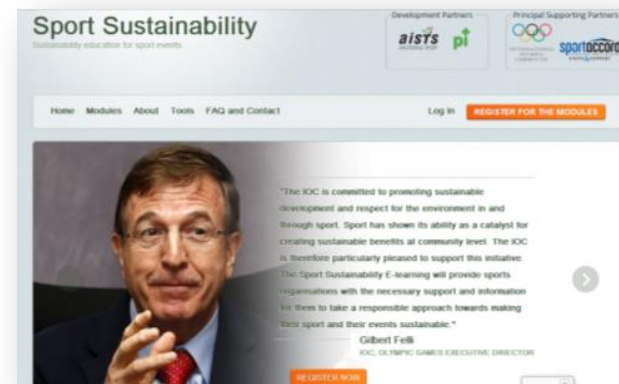 Sport Sustainability
Sustainability education for sport events
Development Partners
Principal Supporting Partners
aists
pi
INTERNATIONAL
OLYMPIC
COMMITTEE
sportaccord
Home Modules About Tools FAQ and Contact
Log In
REGISTER FOR THE MODULES
"The IOC is committed to promoting sustainable
development and respect for the environment in and
through sport. Sport has shown its ability as a catalyst for
creating sustainable benefits at community level. The IOC
is therefore particularly pleased to support this initiative.
The Sport Sustainability E-learning will provide sports
organisations with the necessary support and information
for them to take a responsible approach towards making
their sport and their events sustainable."
Gilbert Felli
IOC, OLYMPIC GAMES EXECUTIVE DIRECTOR
REGISTER NOW